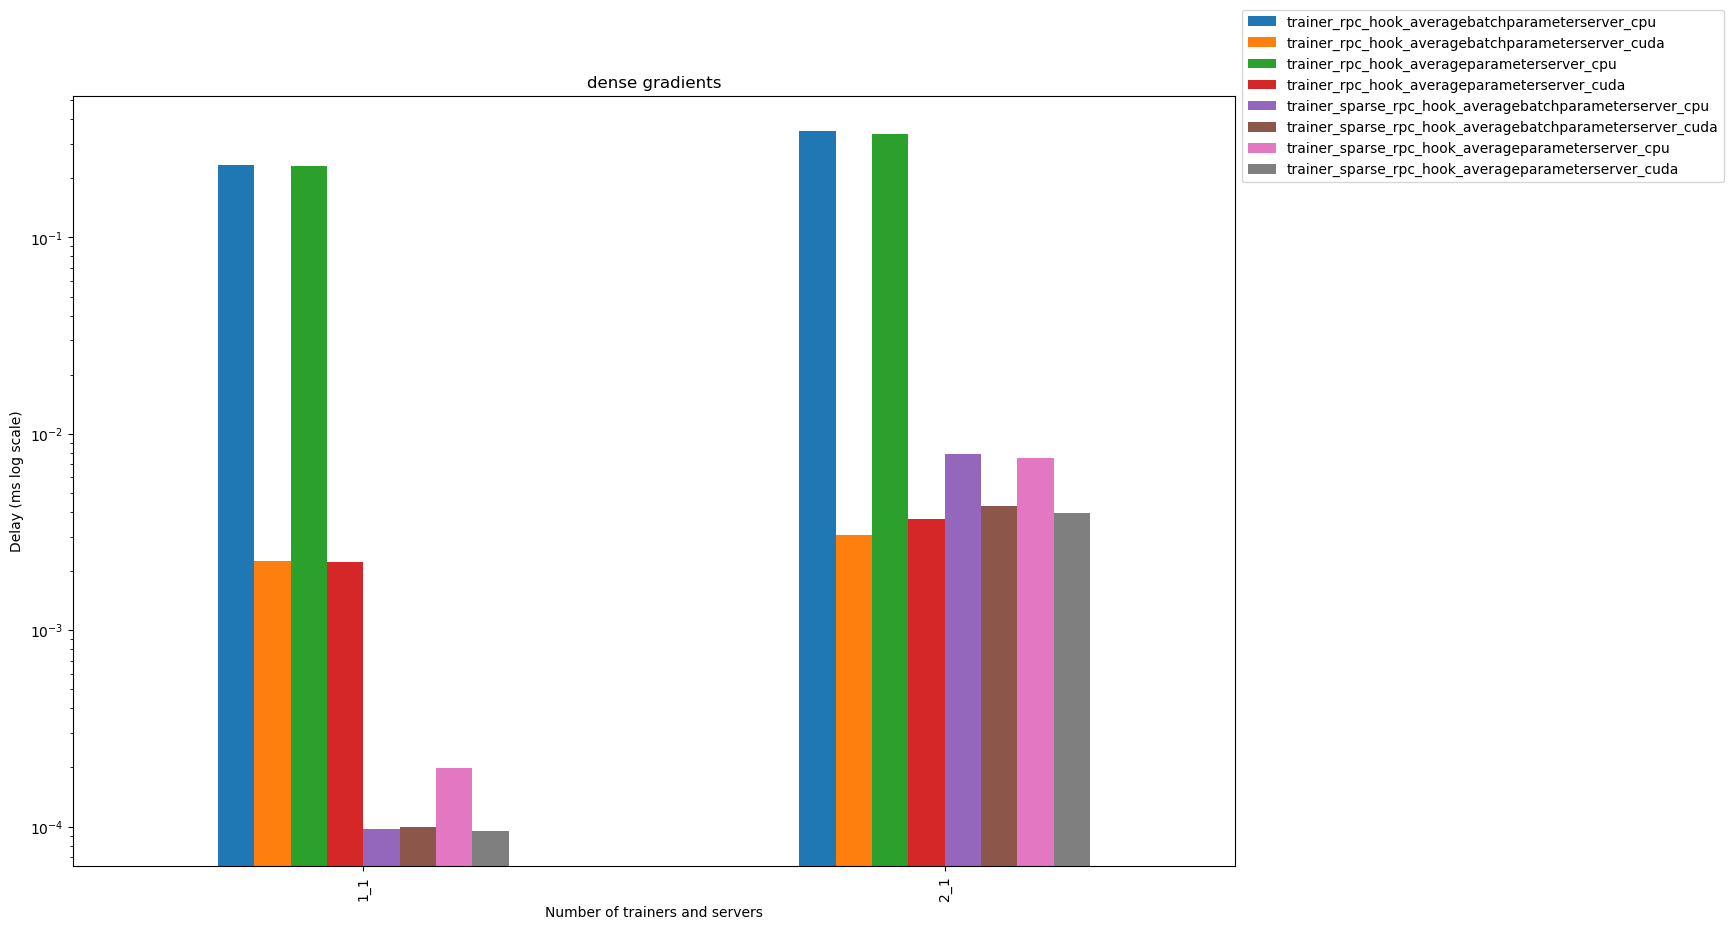 trainer_rpc_hook_averagebatchparameterserver_cpu
trainer_rpc_hook_averagebatchparameterserver_cuda
trainer_rpc_hook_averageparameterserver_cpu
trainer_rpc_hook_averageparameterserver_cuda
trainer_sparse_rpc_hook_averagebatchparameterserver_cpu
trainer_sparse_rpc_hook_averagebatchparameterserver_cuda
trainer_sparse_rpc_hook_averageparameterserver_cpu
trainer_sparse_rpc_hook_averageparameterserver_cuda
dense gradients
Delay (ms log scale)
10⁻¹
10⁻²
10⁻³
10⁻⁴
1_1
2_1
Number of trainers and servers